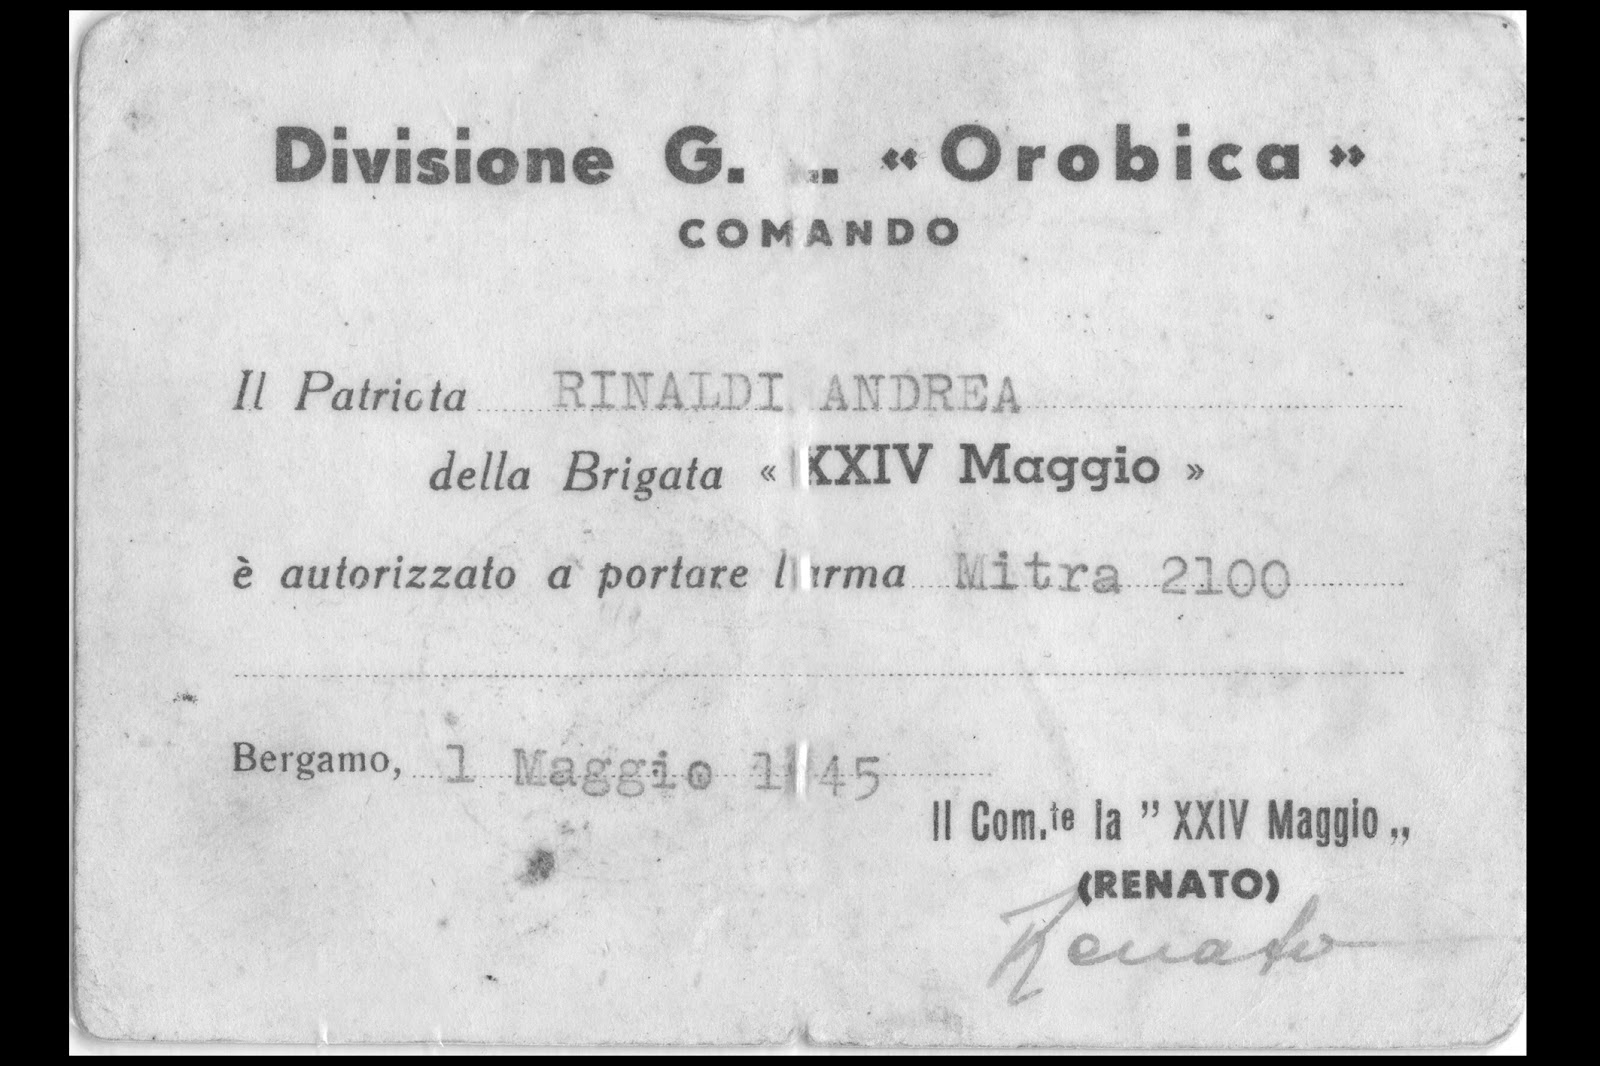 Divisione G. . « Orobica »
COMANDO
Il Patriota RINALDI ANDREA
della Brigata « XXIV Maggio »
è autorizzato a portare l'arma Mitra 2100
Bergamo, 1 Maggio 1945
Il Com.te la " XXIV Maggio „
(RENATO)
Renato